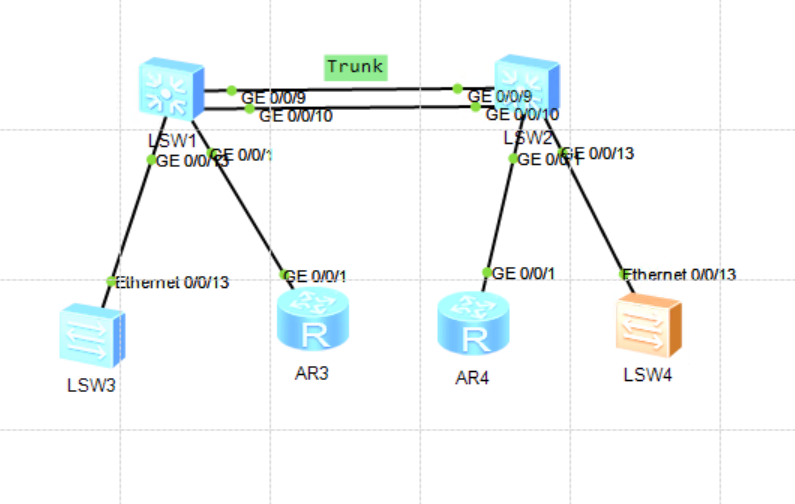 Trunk
GE 0/0/9
GE 0/0/9
GE 0/0/10
GE 0/0/10
LSW1
LSW2
GE 0/0/13
GE 0/0/1
GE 0/0/1
GE 0/0/13
Ethernet 0/0/13
GE 0/0/1
GE 0/0/1
Ethernet 0/0/13
R
R
LSW3
AR3
AR4
LSW4